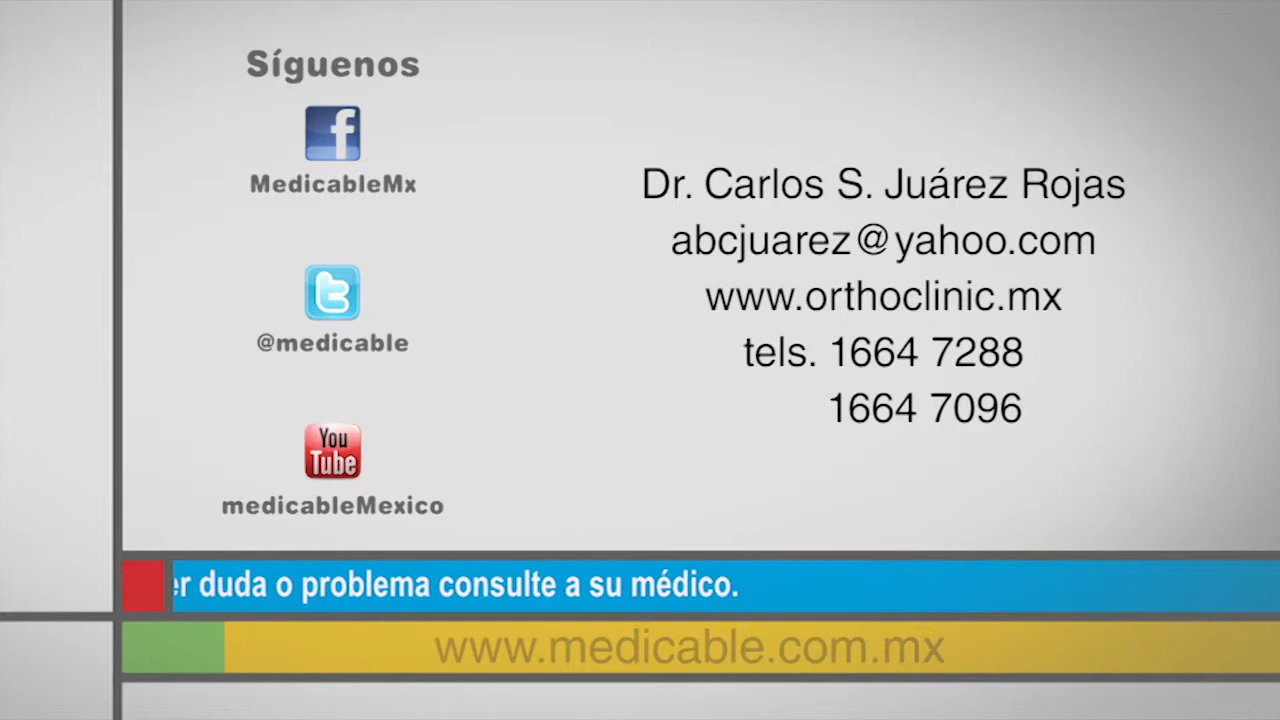 Síguenos
f
MedicableMx
t
@medicable
You
Tube
medicableMexico
Dr. Carlos S. Juárez Rojas
abcjuarez@yahoo.com
www.orthoclinic.mx
tels. 1664 7288
1664 7096
duda o problema consulte a su médico.
www.medicable.com.mx